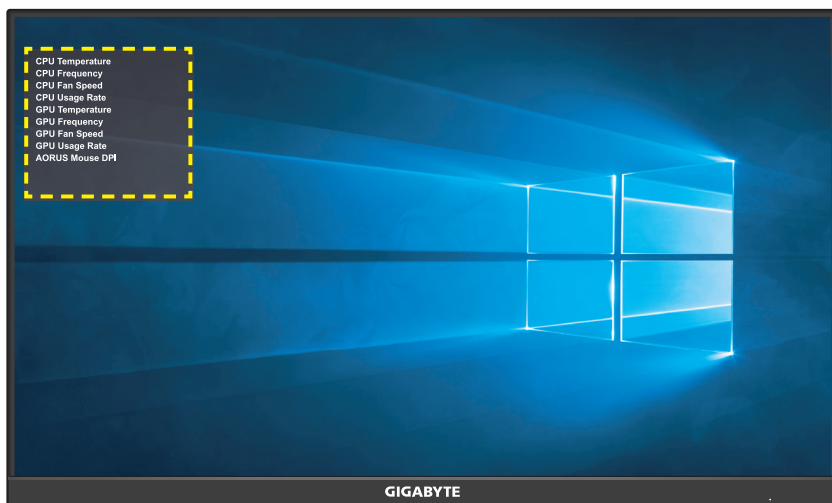 CPU Temperature
CPU Frequency
CPU Fan Speed
CPU Usage Rate
GPU Temperature
GPU Frequency
GPU Fan Speed
GPU Usage Rate
AORUS Mouse DPI
GIGABYTE